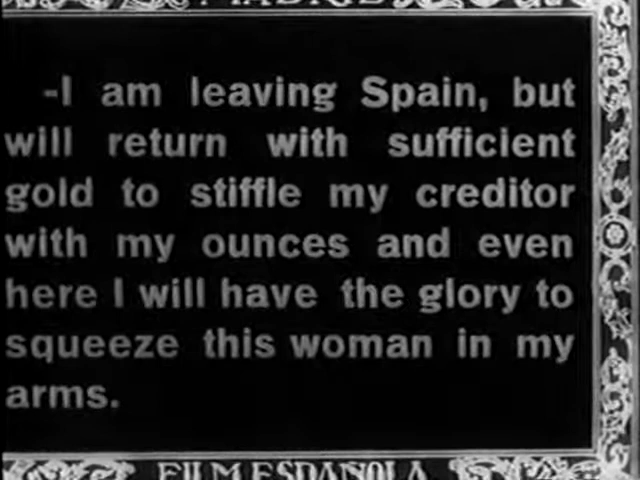 MADRID
-I am leaving Spain, but
will return with sufficient
gold to stiffle my creditor
with my ounces and even
here I will have the glory to
squeeze this woman in my
arms.
FILM ESPAÑOLA